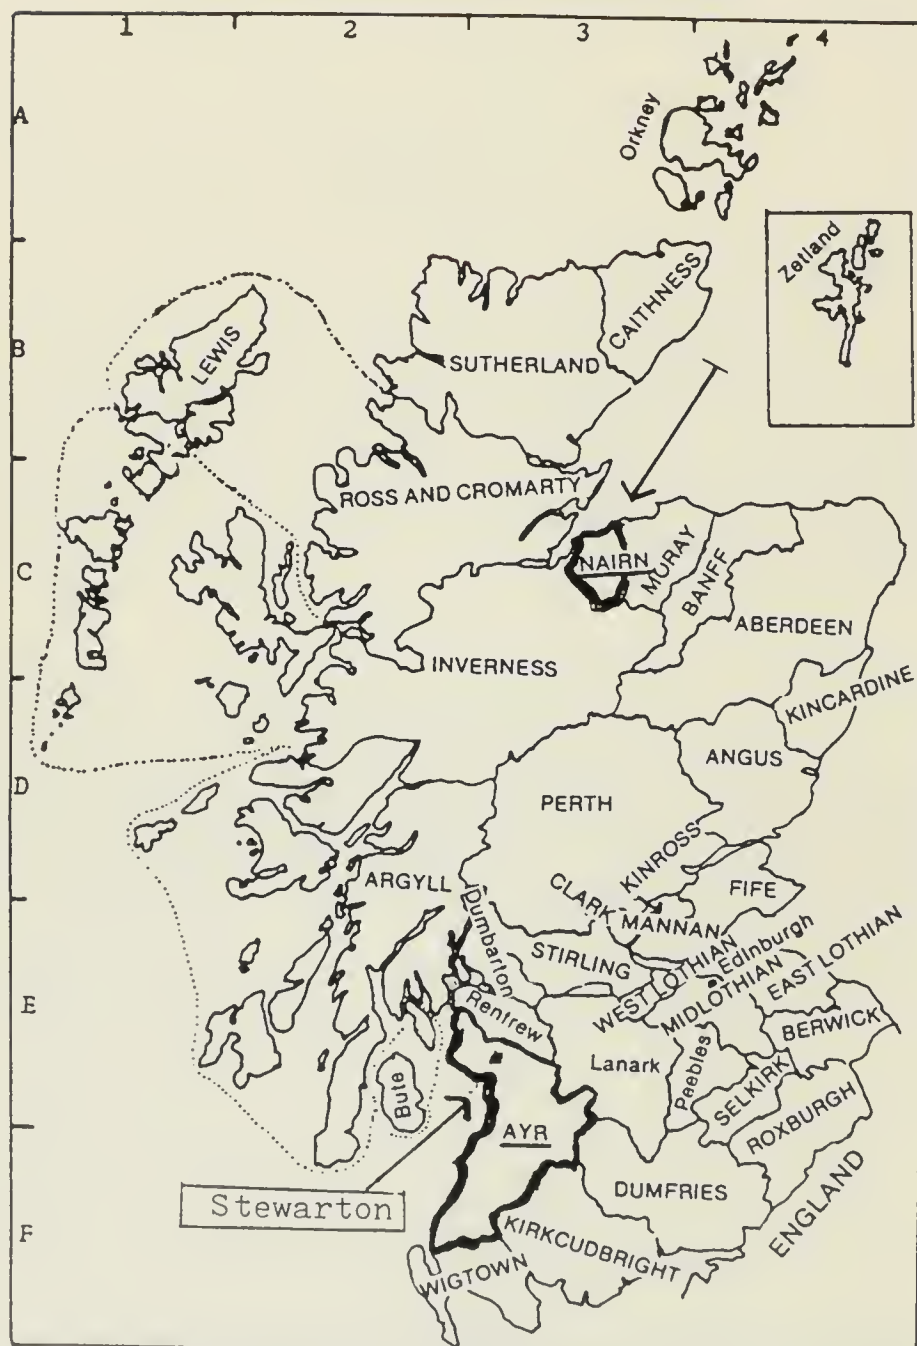 1
2
3
4
A
Orkney
Zetland
CAITHNESS
B
LEWIS
SUTHERLAND
ROSS AND CROMARTY
C
NAIRN
MURAY
BANFF
ABERDEEN
INVERNESS
KINCARDINE
D
ANGUS
PERTH
KINROSS
ARGYLL
FIFE
CLARK MANNAN
Dumbarton
STIRLING
WEST LOTHIAN
Edinburgh
MIDLOTHIAN
EAST LOTHIAN
E
Renfrew
BERWICK
Lanark
Peebles
SELKIRK
Bute
ROXBURGH
AYR
Stewarton
DUMFRIES
ENGLAND
F
KIRKCUDBRIGHT
WIGTOWN